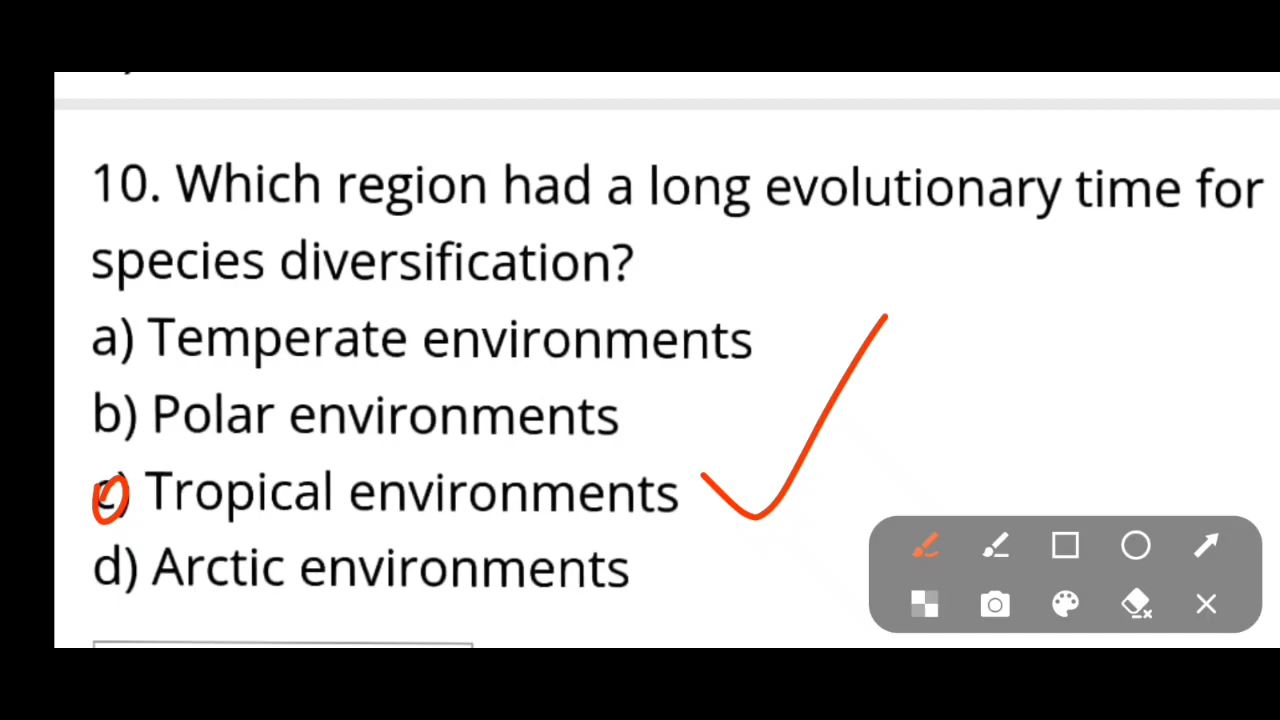 10. Which region had a long evolutionary time for
species diversification?
a) Temperate environments
b) Polar environments
c) Tropical environments
d) Arctic environments